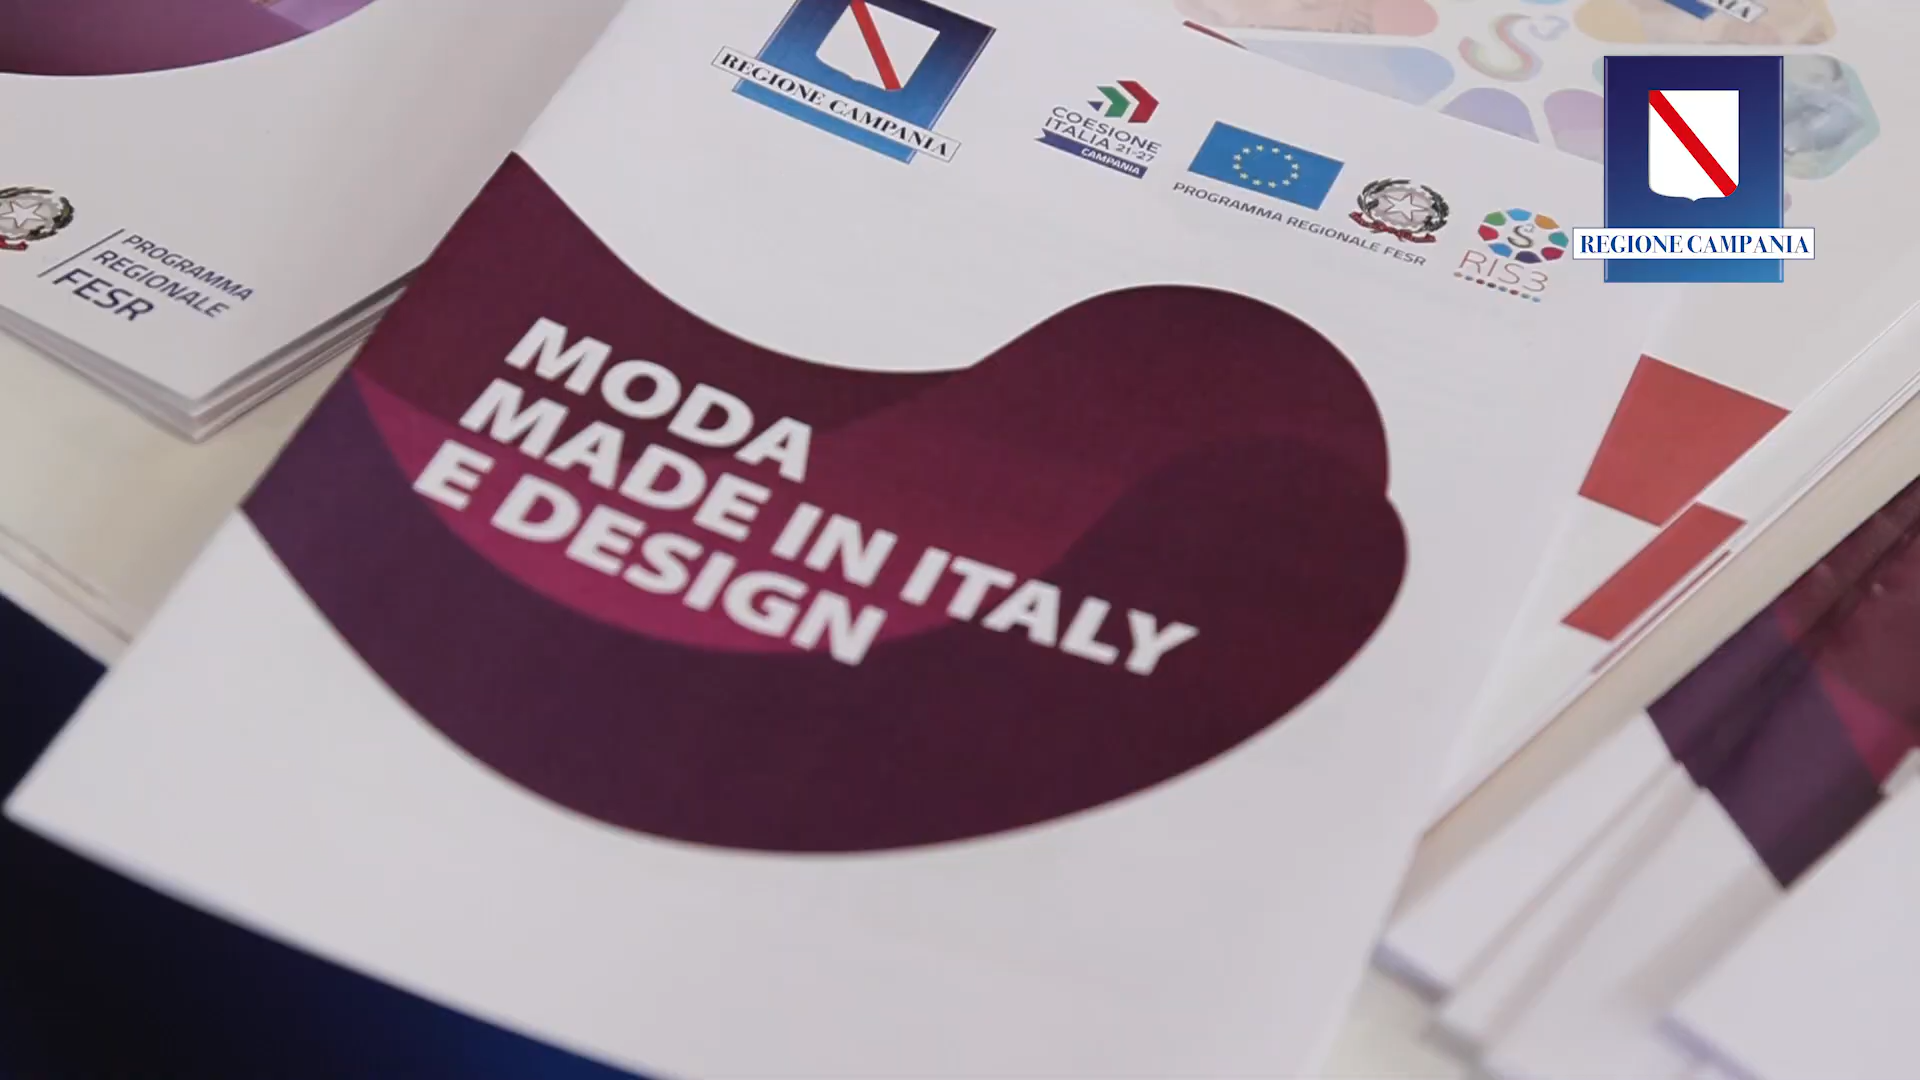 REGIONE CAMPANIA
COESIONE
ITALIA 21-27
CAMPANIA
PROGRAMMA REGIONALE FESR
RIS3
REGIONE CAMPANIA
PROGRAMMA
REGIONALE
FESR
MODA
MADE IN ITALY
E DESIGN